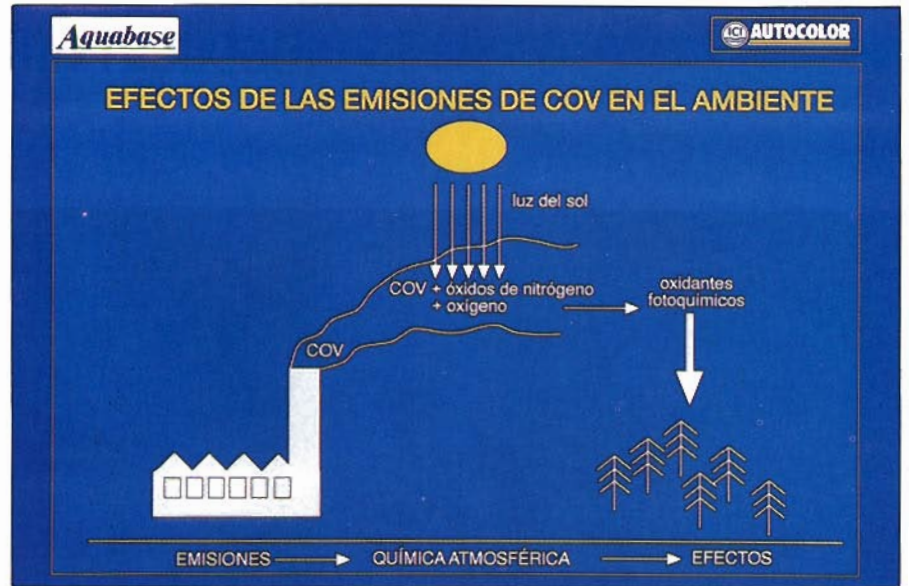 Aquabase
ICI AUTOCOLOR
EFECTOS DE LAS EMISIONES DE COV EN EL AMBIENTE
luz del sol
COV + óxidos de nitrógeno
+ oxígeno
oxidantes
fotoquímicos
COV
EMISIONES QUÍMICA ATMOSFÉRICA EFECTOS